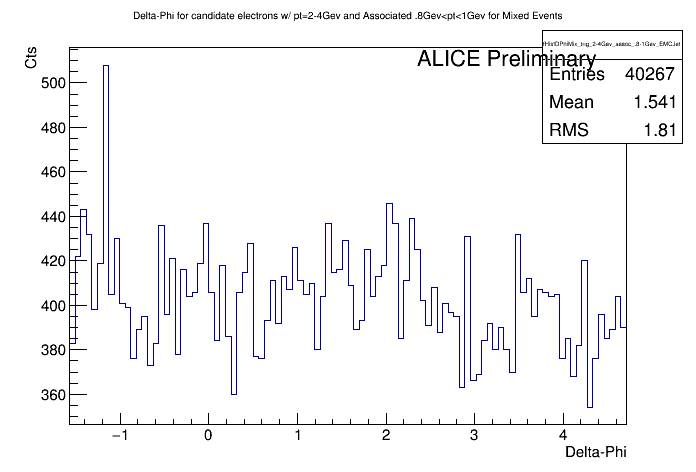 Delta-Phi for candidate electrons w/ pt=2-4Gev and Associated .8Gev<pt<1Gev for Mixed Events
Cts
ALICE Preliminary
Entries 40267
Mean 1.541
RMS 1.81
500
480
460
440
420
400
380
360
−1 0 1 2 3 4
Delta-Phi